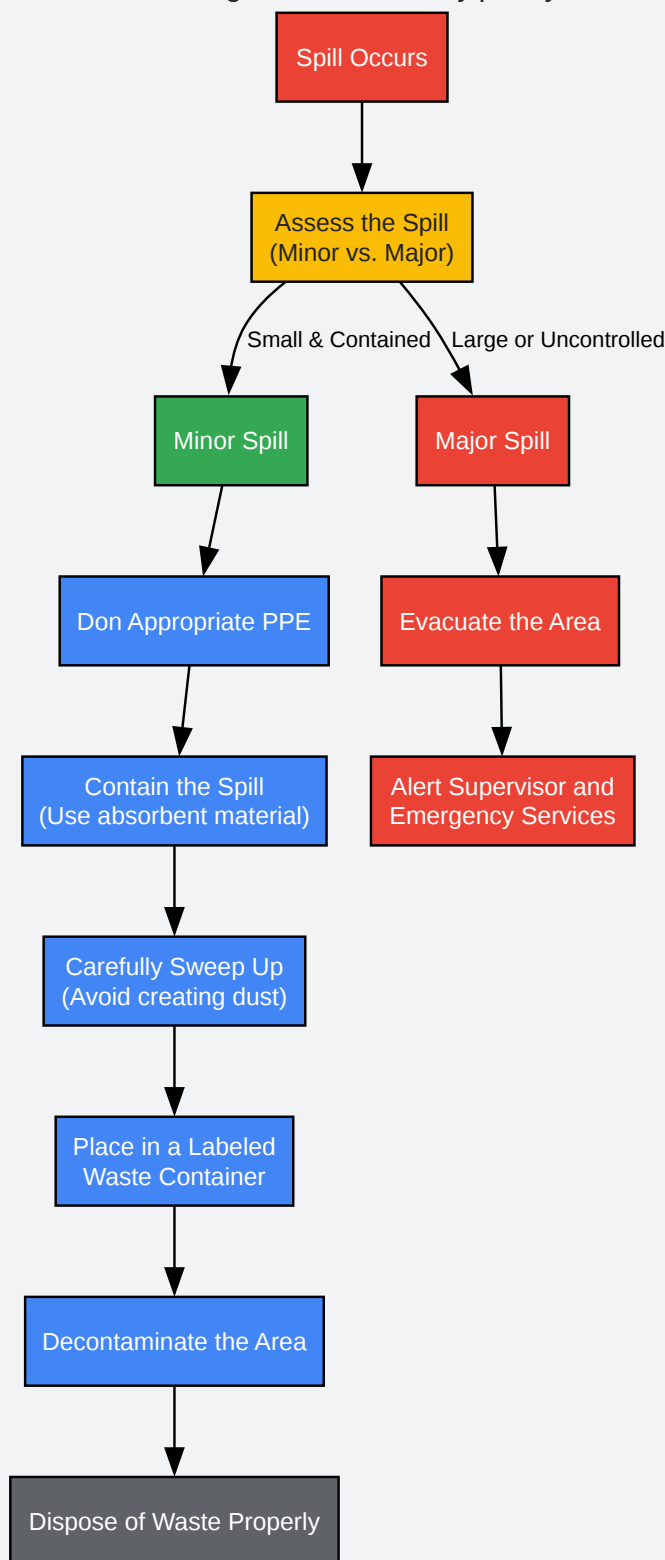 Spill Occurs
Assess the Spill
(Minor vs. Major)
Small & Contained
Large or Uncontrolled
Minor Spill
Major Spill
Don Appropriate PPE
Evacuate the Area
Contain the Spill
(Use absorbent material)
Alert Supervisor and
Emergency Services
Carefully Sweep Up
(Avoid creating dust)
Place in a Labeled
Waste Container
Decontaminate the Area
Dispose of Waste Properly